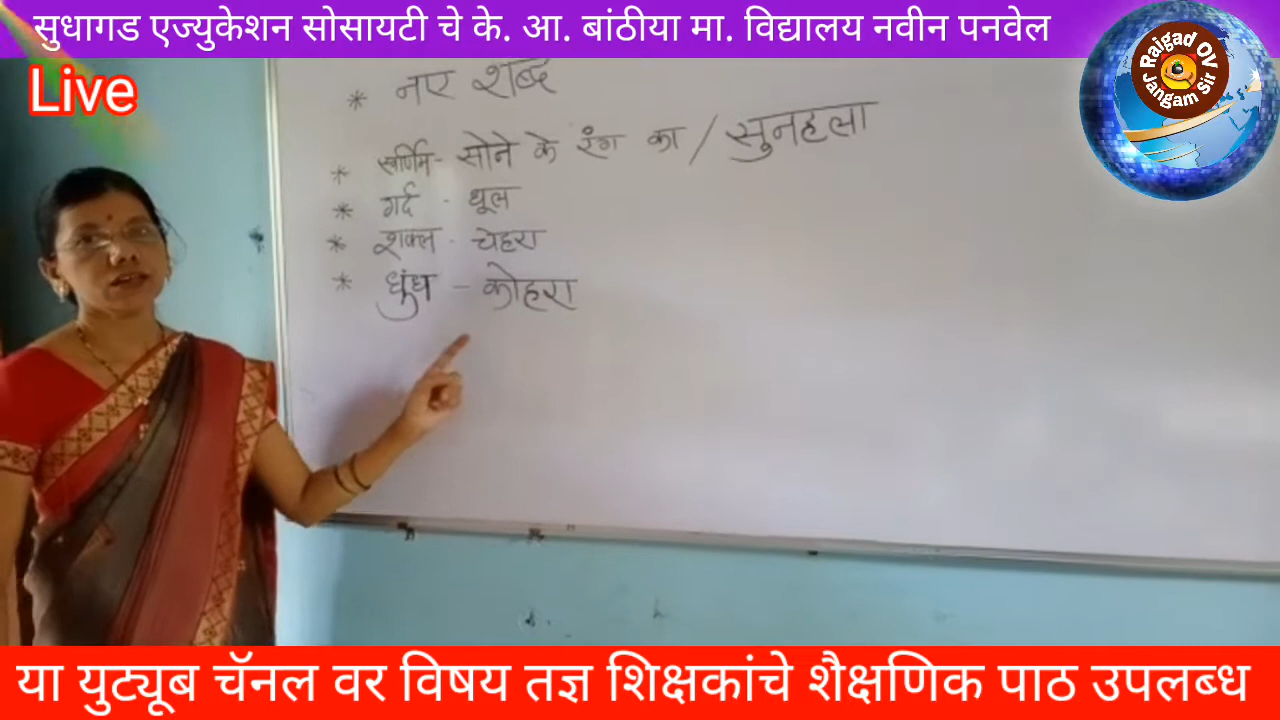 सुधागड एज्युकेशन सोसायटी चे के. आ. बांठीया मा. विद्यालय नवीन पनवेल
Live
Raigad OV
Jangam Sir
* नए शब्द
* स्वर्णिम - सोने के रंग का / सुनहला
* गर्द - धूल
* शक्ल - चेहरा
* धुंध - कोहरा
या युट्यूब चॅनल वर विषय तज्ञ शिक्षकांचे शैक्षणिक पाठ उपलब्ध